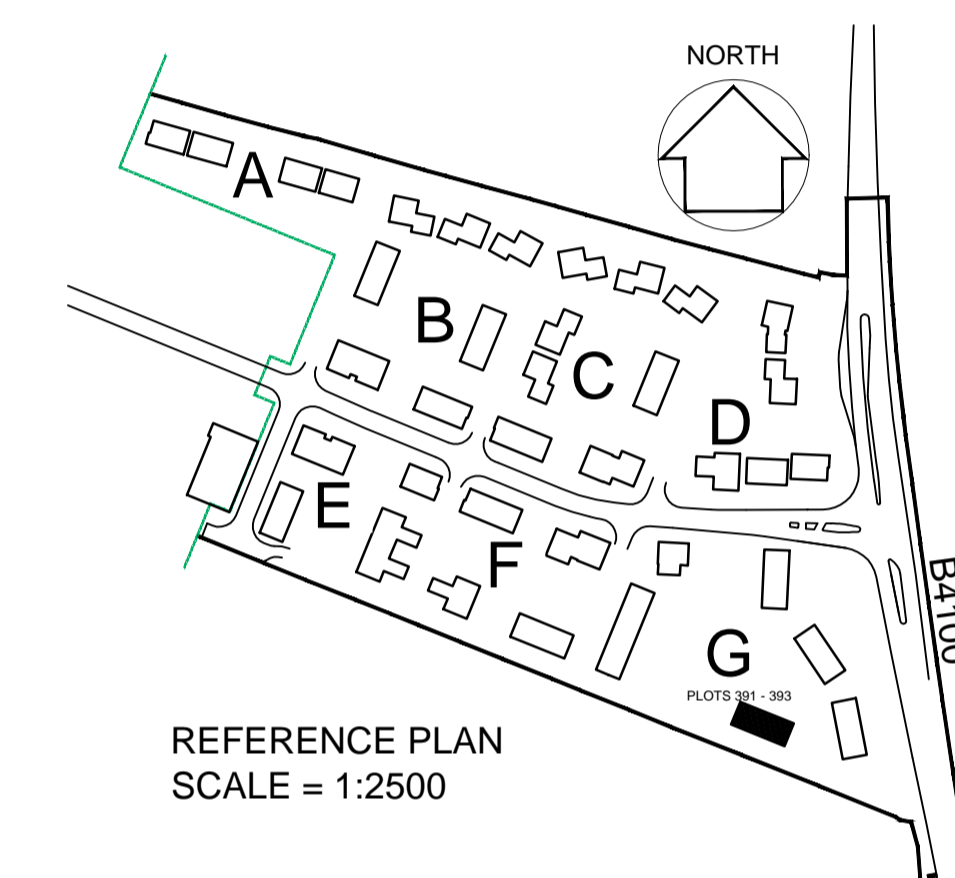 NORTH
A
B
C
D
E
F
G
B4100
PLOTS 391 - 393
REFERENCE PLAN
SCALE = 1:2500